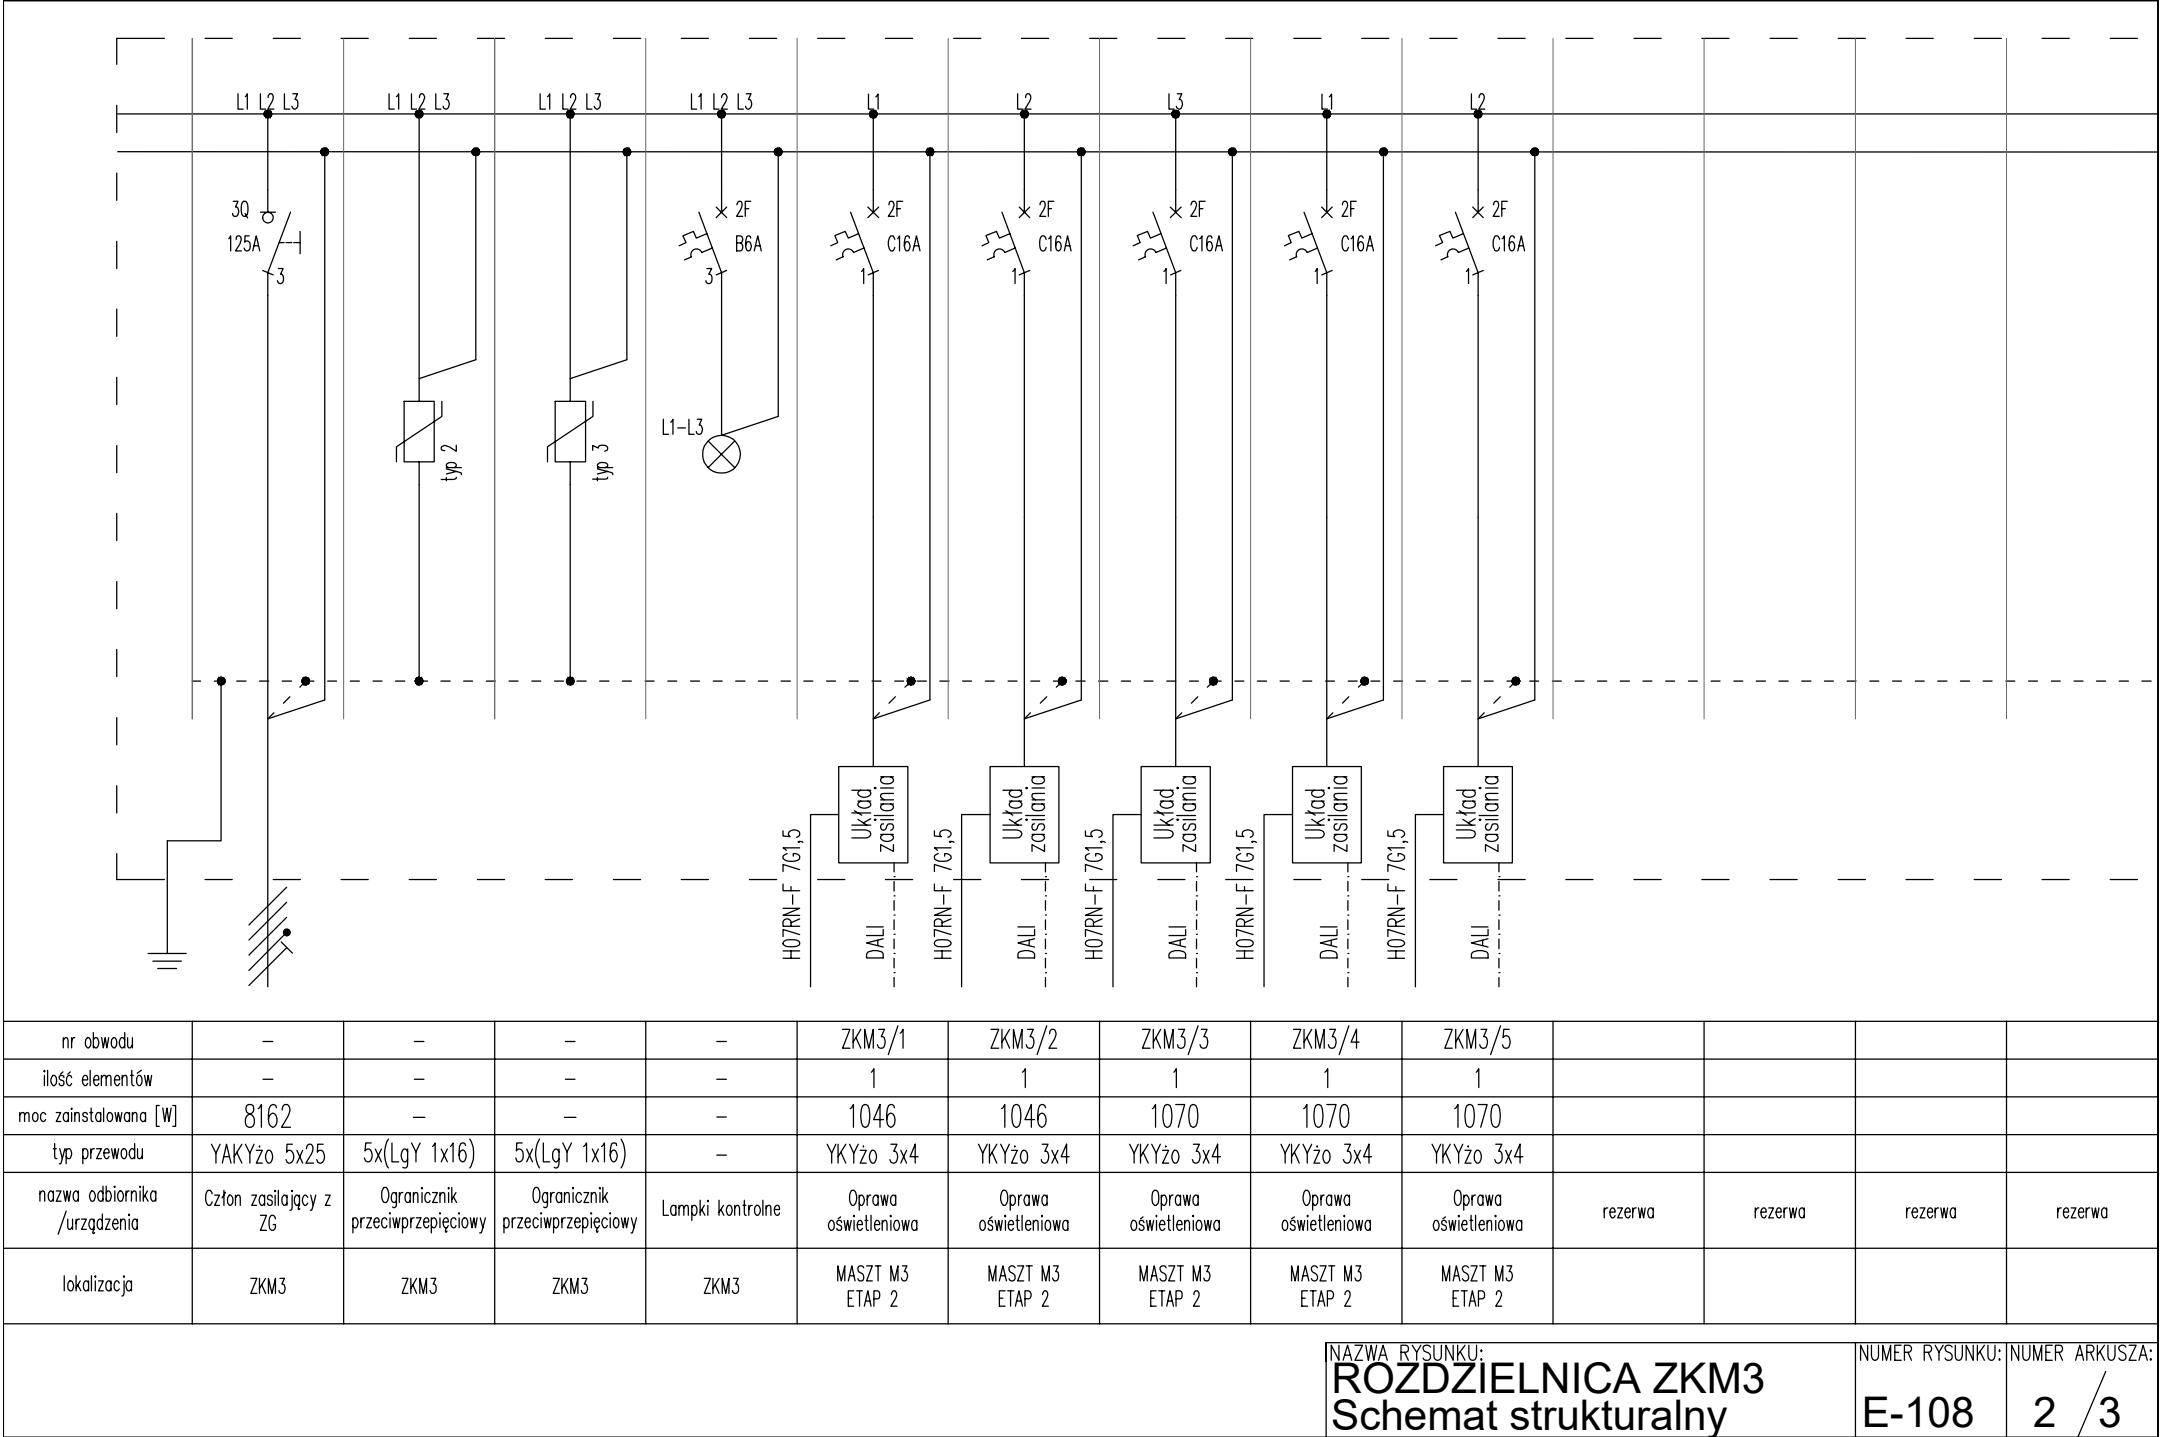 L1 L2 L3
L1 L2 L3
L1 L2 L3
L1 L2 L3
L1
L2
L3
L1
L2
3Q
125A
3
typ 2
typ 3
2F
B6A
3
L1-L3
2F
C16A
1
2F
C16A
1
2F
C16A
1
2F
C16A
1
2F
C16A
1
Układ
zasilania
H07RN-F 7G1,5
DALI
Układ
zasilania
H07RN-F 7G1,5
DALI
Układ
zasilania
H07RN-F 7G1,5
DALI
Układ
zasilania
H07RN-F 7G1,5
DALI
Układ
zasilania
H07RN-F 7G1,5
DALI
nr obwodu - - - - ZKM3/1 ZKM3/2 ZKM3/3 ZKM3/4 ZKM3/5
ilość elementów - - - - 1 1 1 1 1
moc zainstalowana [W] 8162 - - - 1046 1046 1070 1070 1070
typ przewodu YAKYżo 5x25 5x(LgY 1x16) 5x(LgY 1x16) - YKYżo 3x4 YKYżo 3x4 YKYżo 3x4 YKYżo 3x4 YKYżo 3x4
nazwa odbiornika
/urządzenia
Człon zasilający z
ZG
Ogranicznik
przeciwprzepięciowy
Ogranicznik
przeciwprzepięciowy
Lampki kontrolne
Oprawa
oświetleniowa
Oprawa
oświetleniowa
Oprawa
oświetleniowa
Oprawa
oświetleniowa
Oprawa
oświetleniowa
rezerwa
rezerwa
rezerwa
rezerwa
lokalizacja
ZKM3
ZKM3
ZKM3
ZKM3
MASZT M3
ETAP 2
MASZT M3
ETAP 2
MASZT M3
ETAP 2
MASZT M3
ETAP 2
MASZT M3
ETAP 2
NAZWA RYSUNKU:
ROZDZIELNICA ZKM3
Schemat strukturalny
NUMER RYSUNKU:
E-108
NUMER ARKUSZA:
2/3